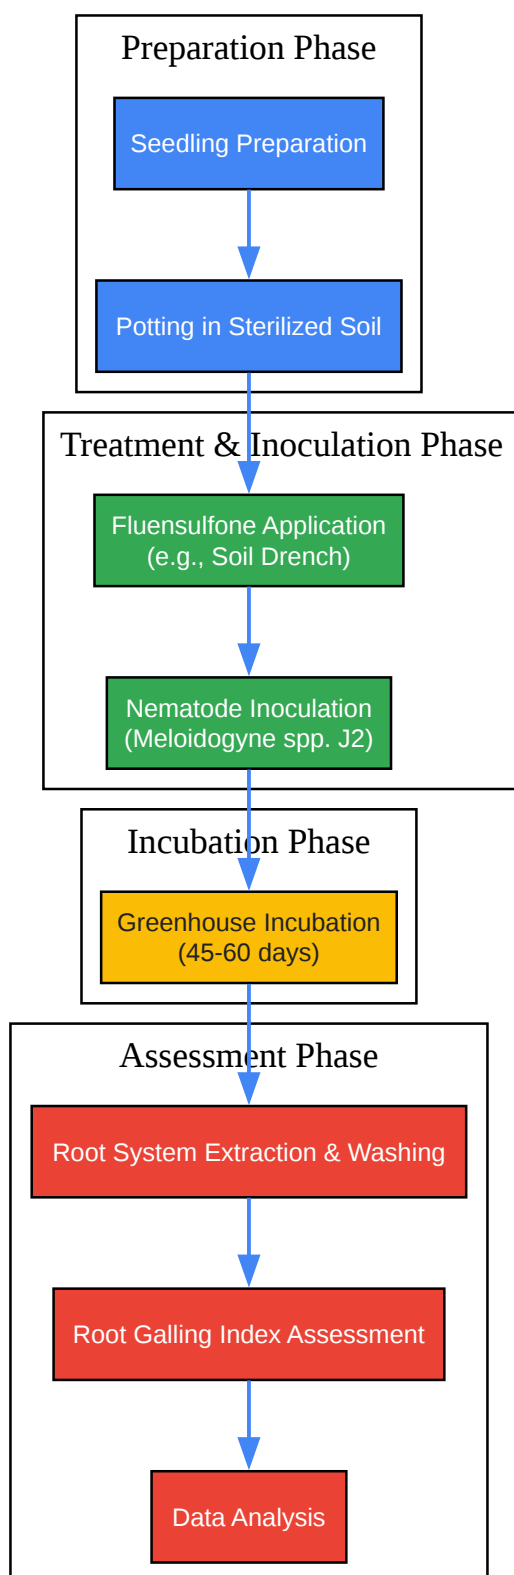 Preparation Phase
Seedling Preparation
Potting in Sterilized Soil
Treatment & Inoculation Phase
Fluensulfone Application
(e.g., Soil Drench)
Nematode Inoculation
(Meloidogyne spp. J2)
Incubation Phase
Greenhouse Incubation
(45-60 days)
Assessment Phase
Root System Extraction & Washing
Root Galling Index Assessment
Data Analysis